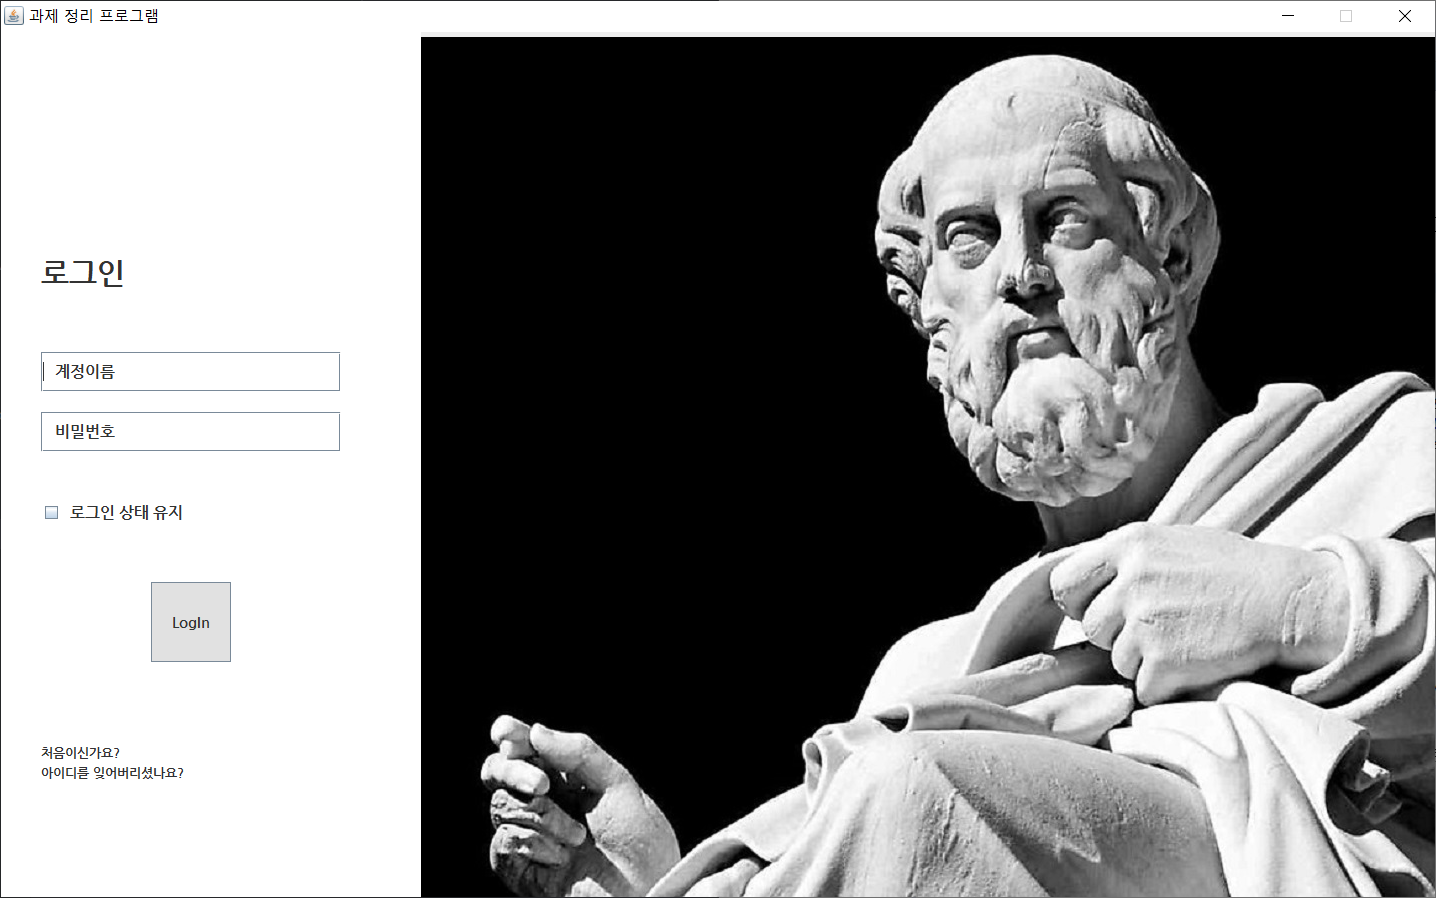 과제 정리 프로그램
로그인
계정이름
비밀번호
로그인 상태 유지
LogIn
처음이신가요?
아이디를 잊어버리셨나요?